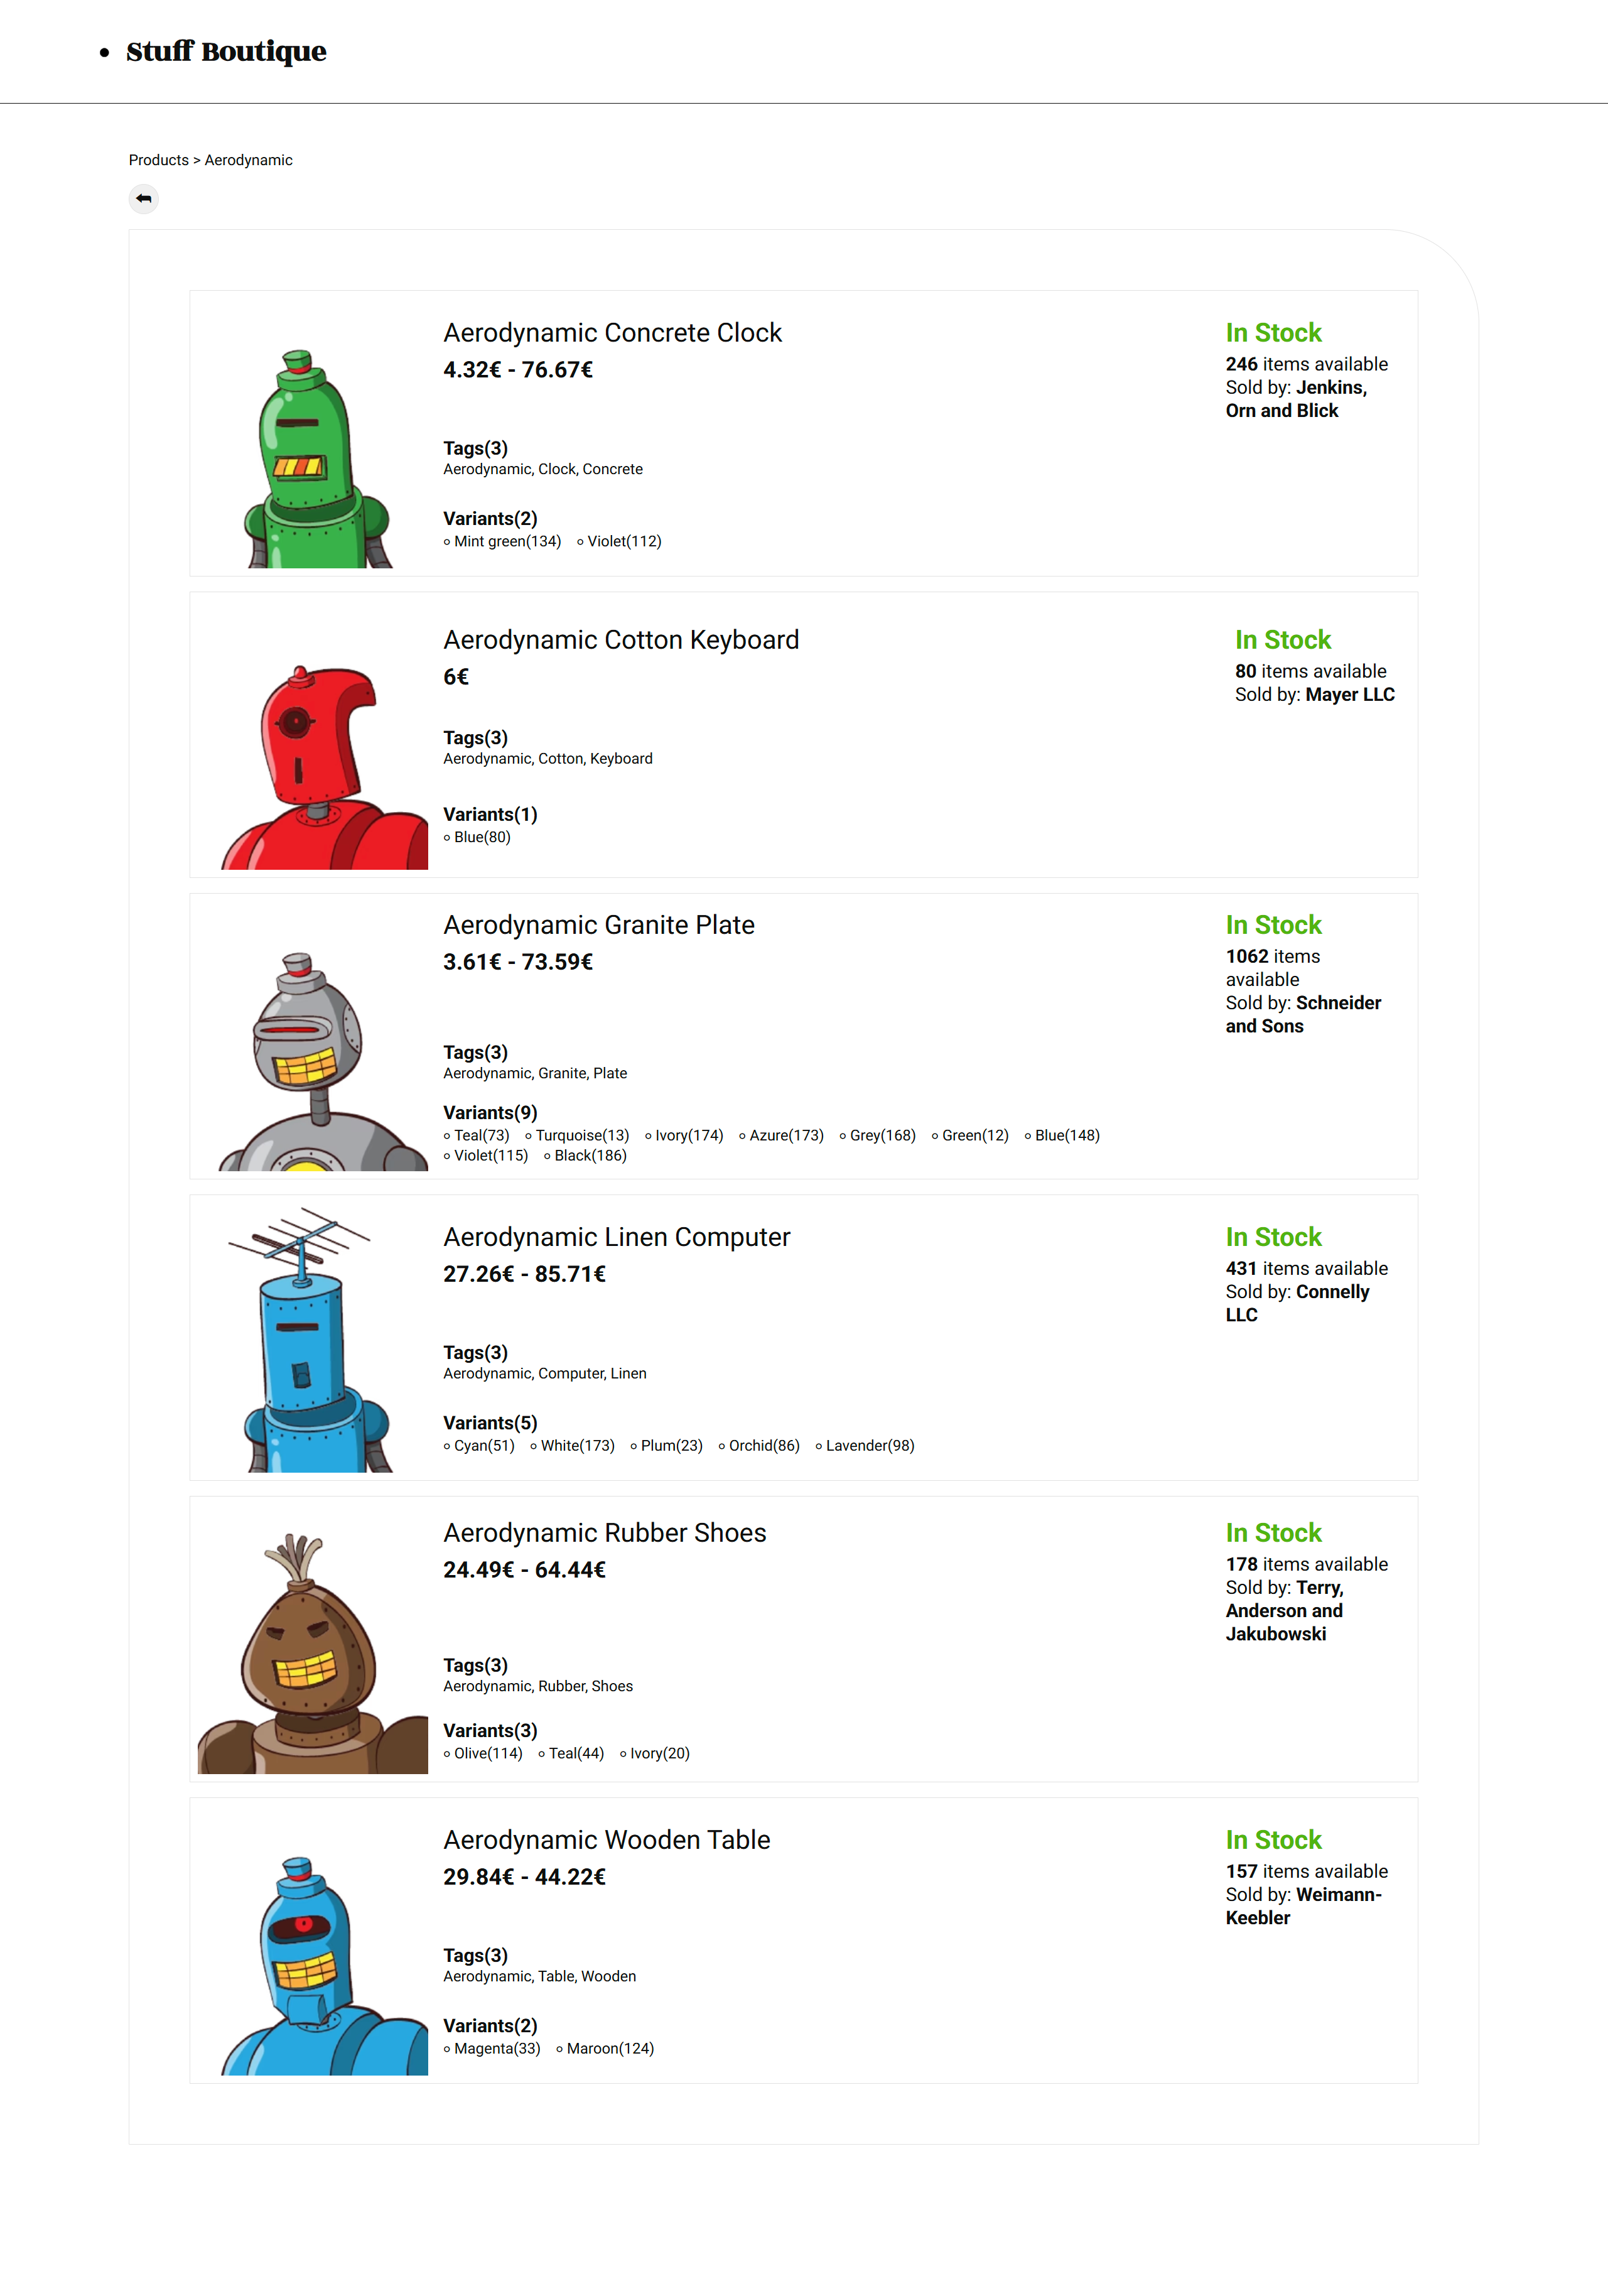 Stuff Boutique
Products > Aerodynamic
Aerodynamic Concrete Clock
4.32€ - 76.67€
Tags(3)
Aerodynamic, Clock, Concrete
Variants(2)
Mint green(134) Violet(112)
In Stock
246 items available
Sold by: Jenkins,
Orn and Blick
Aerodynamic Cotton Keyboard
6€
Tags(3)
Aerodynamic, Cotton, Keyboard
Variants(1)
Blue(80)
In Stock
80 items available
Sold by: Mayer LLC
Aerodynamic Granite Plate
3.61€ - 73.59€
Tags(3)
Aerodynamic, Granite, Plate
Variants(9)
Teal(73) Turquoise(13) Ivory(174) Azure(173) Grey(168) Green(12) Blue(148)
Violet(115) Black(186)
In Stock
1062 items
available
Sold by: Schneider
and Sons
Aerodynamic Linen Computer
27.26€ - 85.71€
Tags(3)
Aerodynamic, Computer, Linen
Variants(5)
Cyan(51) White(173) Plum(23) Orchid(86) Lavender(98)
In Stock
431 items available
Sold by: Connelly
LLC
Aerodynamic Rubber Shoes
24.49€ - 64.44€
Tags(3)
Aerodynamic, Rubber, Shoes
Variants(3)
Olive(114) Teal(44) Ivory(20)
In Stock
178 items available
Sold by: Terry,
Anderson and
Jakubowski
Aerodynamic Wooden Table
29.84€ - 44.22€
Tags(3)
Aerodynamic, Table, Wooden
Variants(2)
Magenta(33) Maroon(124)
In Stock
157 items available
Sold by: Weimann-
Keebler